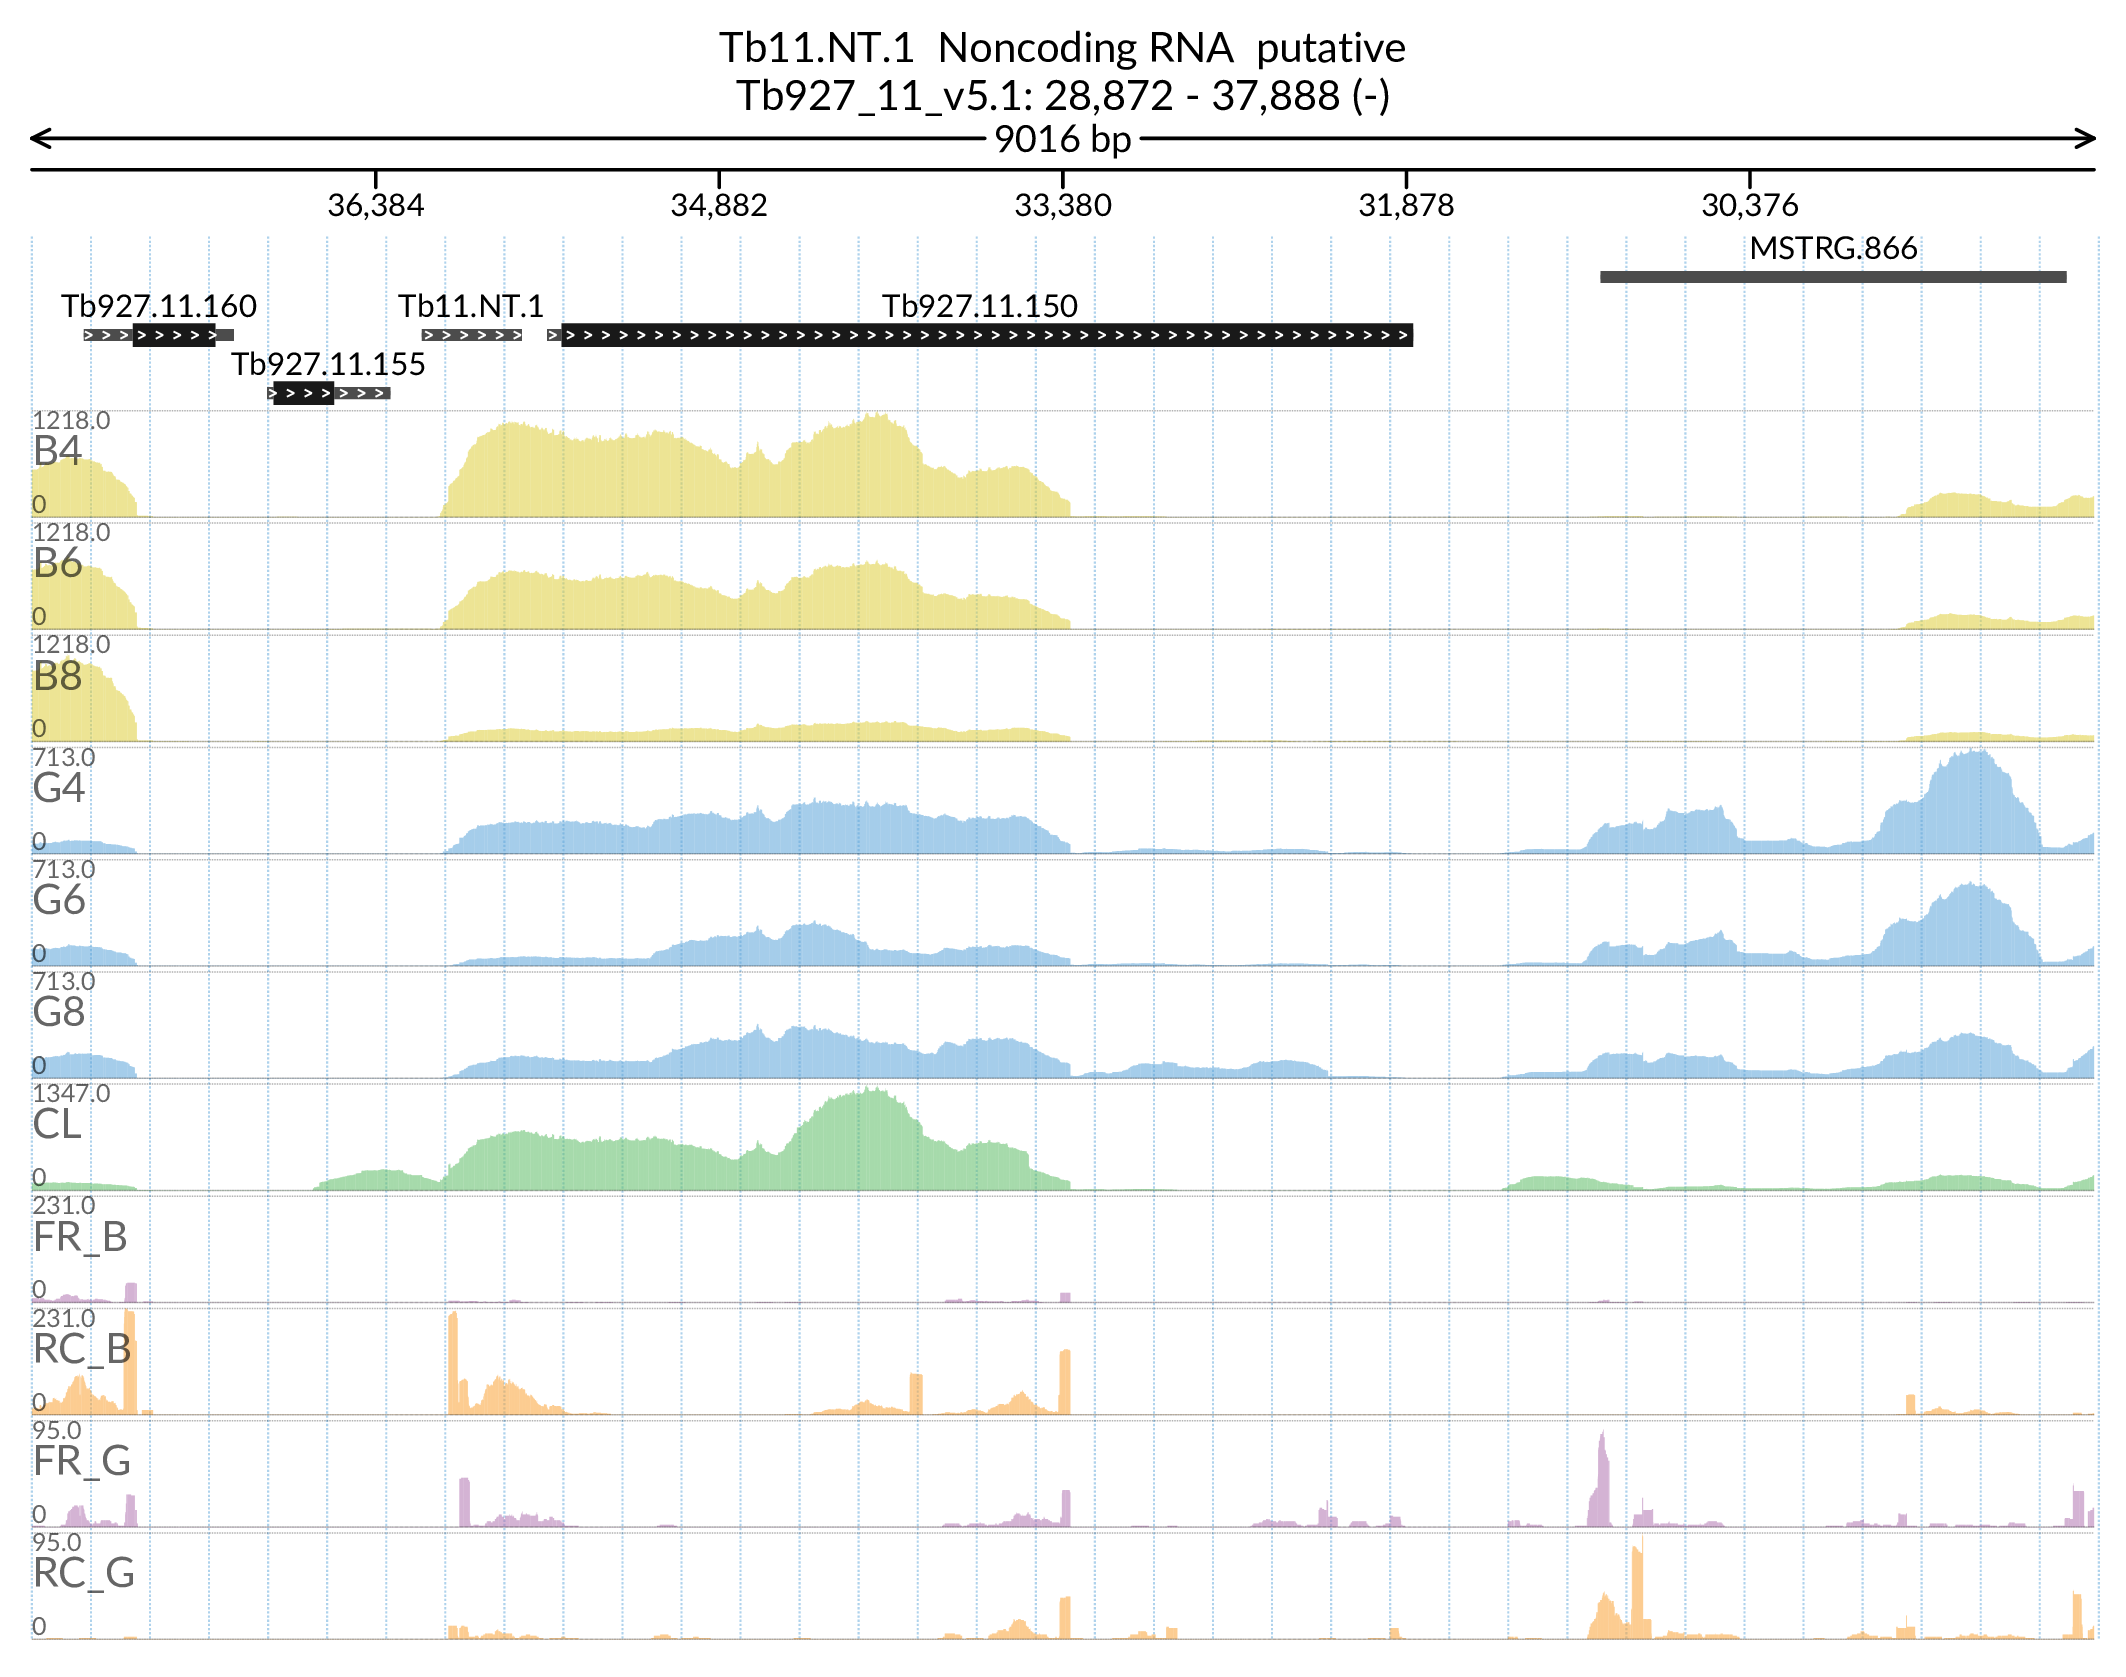 Tb11.NT.1  Noncoding RNA  putative
Tb927_11_v5.1: 28,872 - 37,888 (-)
9016 bp
36,384 34,882 33,380 31,878 30,376
MSTRG.866
Tb927.11.160 Tb11.NT.1 Tb927.11.150
Tb927.11.155
1218.0
B4
0
1218.0
B6
0
1218.0
B8
0
713.0
G4
0
713.0
G6
0
713.0
G8
0
1347.0
CL
0
231.0
FR_B
0
231.0
RC_B
0
95.0
FR_G
0
95.0
RC_G
0